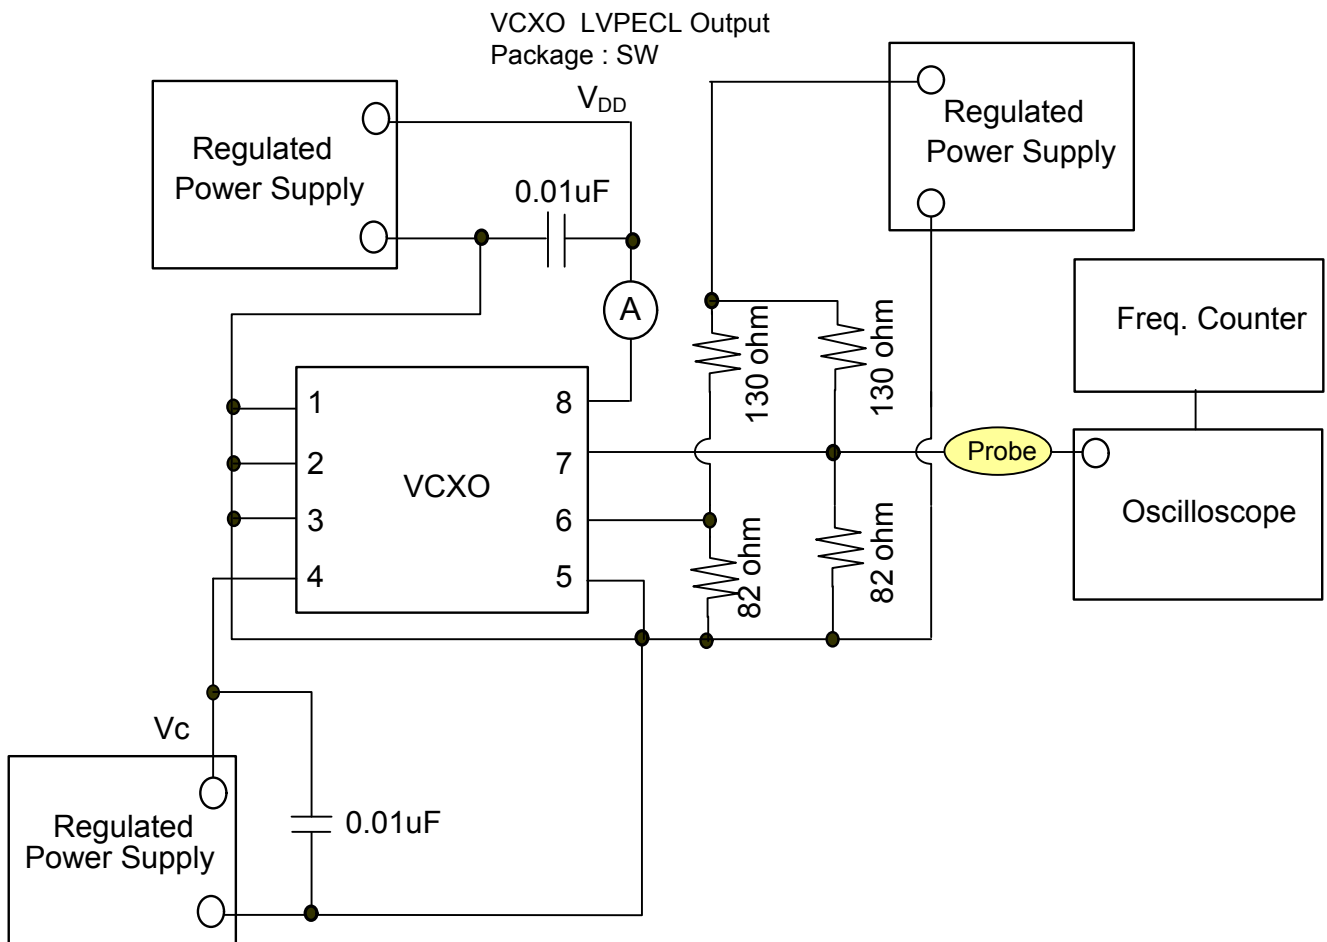 VCXO LVPECL Output
Package : SW
V_DD
Regulated
Power Supply
Regulated
Power Supply
0.01uF
A
130 ohm
130 ohm
Freq. Counter
1
2
3
4
VCXO
8
7
6
5
Probe
Oscilloscope
82 ohm
82 ohm
Vc
Regulated
Power Supply
0.01uF